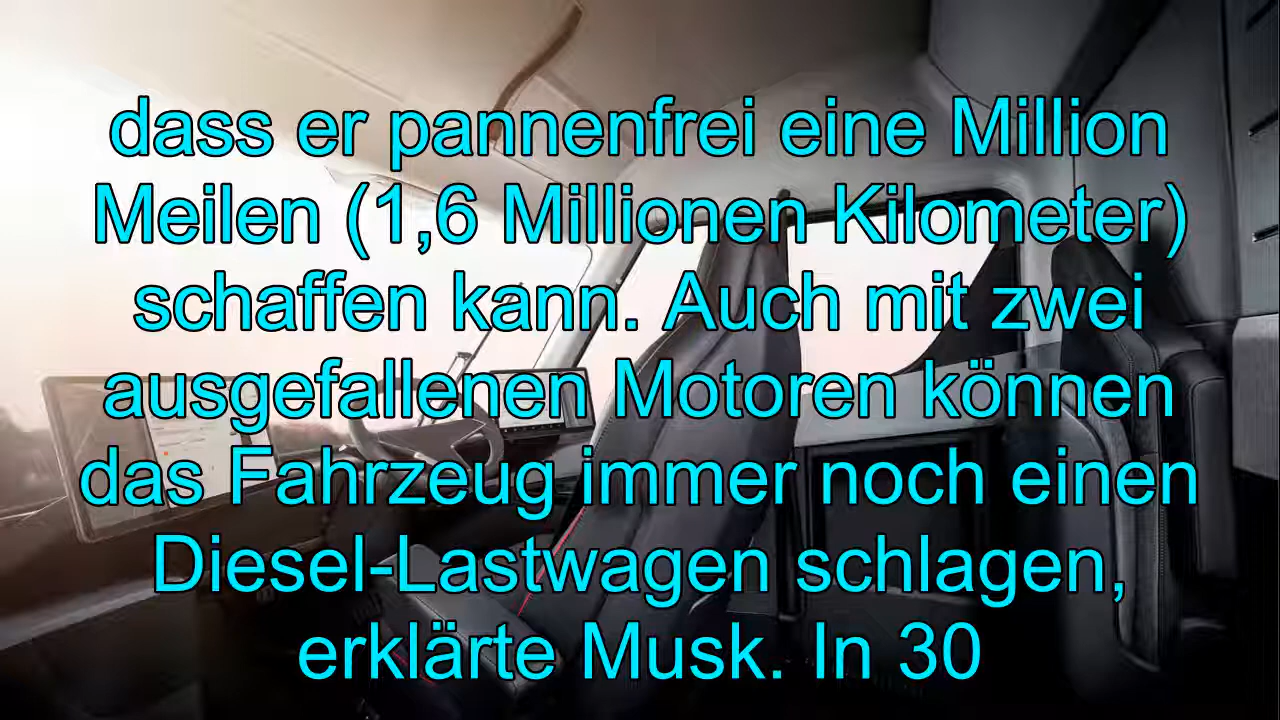 dass er pannenfrei eine Million
Meilen (1,6 Millionen Kilometer)
schaffen kann. Auch mit zwei
ausgefallenen Motoren können
das Fahrzeug immer noch einen
Diesel-Lastwagen schlagen,
erklärte Musk. In 30